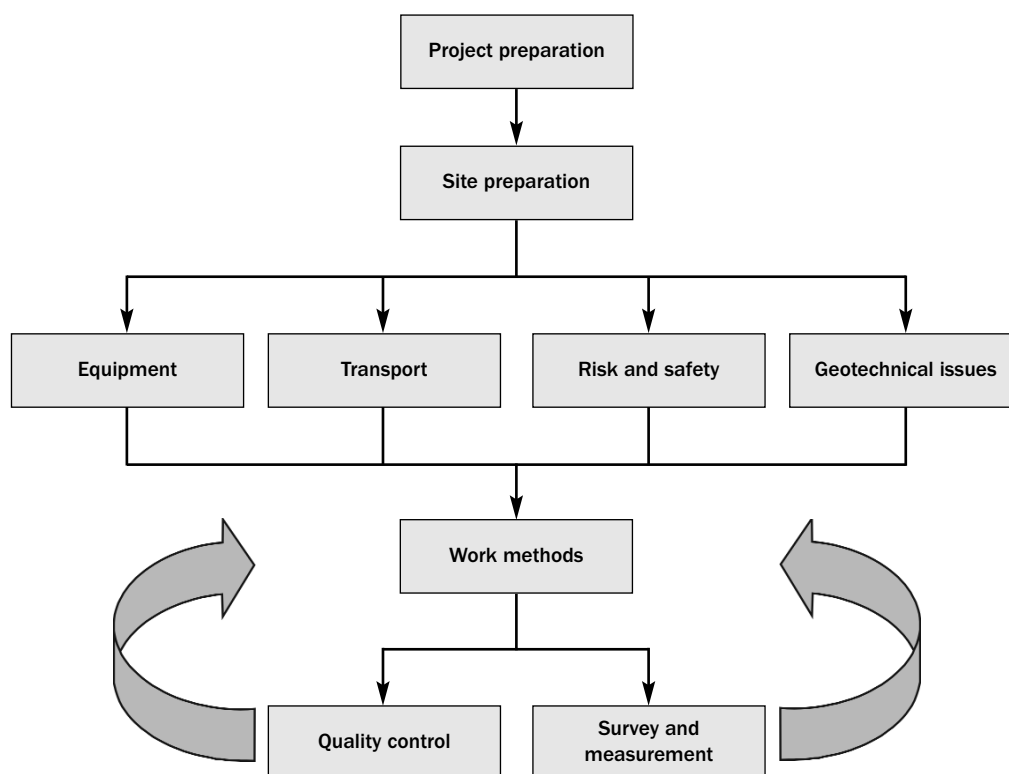 Project preparation
Site preparation
Equipment
Transport
Risk and safety
Geotechnical issues
Work methods
Quality control
Survey and
measurement